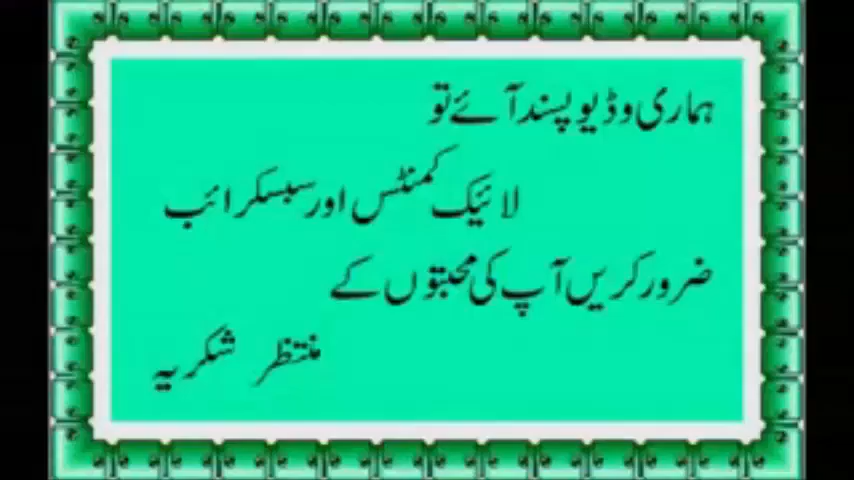 ہماری وڈیو پسند آئے تو
لائیک کمنٹس اور سبسکرائب
ضرور کریں آپ کی محبتوں کے
منتظر شکریہ